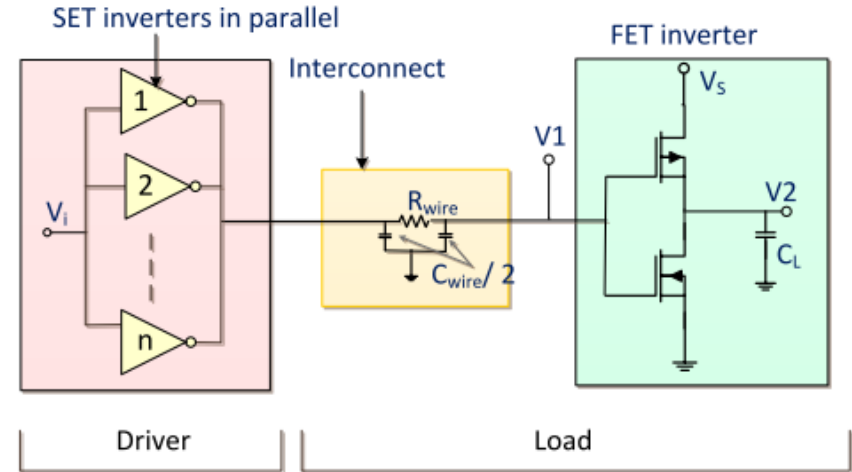 SET inverters in parallel
FET inverter
Interconnect
V_S
1
V1
2
R_wire
V2
V_i
C_wire/ 2
C_L
n
Driver
Load